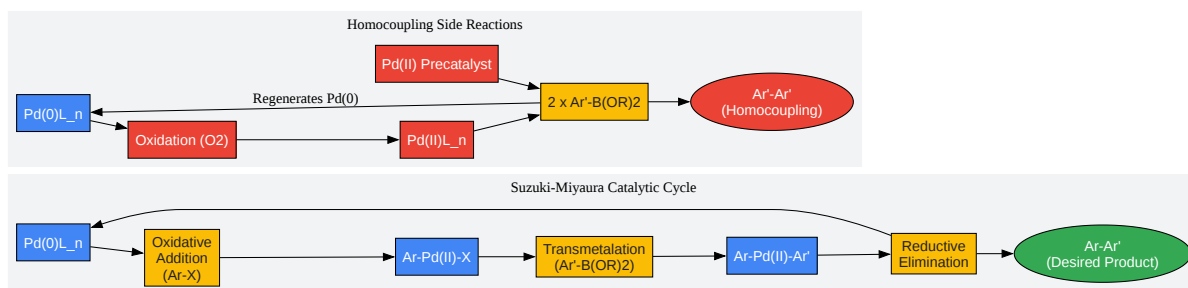 Homocoupling Side Reactions
Pd(II) Precatalyst
Regenerates Pd(0)
Pd(0)L_n
2 x Ar'-B(OR)2
Ar'-Ar'
(Homocoupling)
Oxidation (O2)
Pd(II)L_n
Suzuki-Miyaura Catalytic Cycle
Pd(0)L_n
Oxidative
Addition
(Ar-X)
Ar-Pd(II)-X
Transmetalation
(Ar'-B(OR)2)
Ar-Pd(II)-Ar'
Reductive
Elimination
Ar-Ar'
(Desired Product)